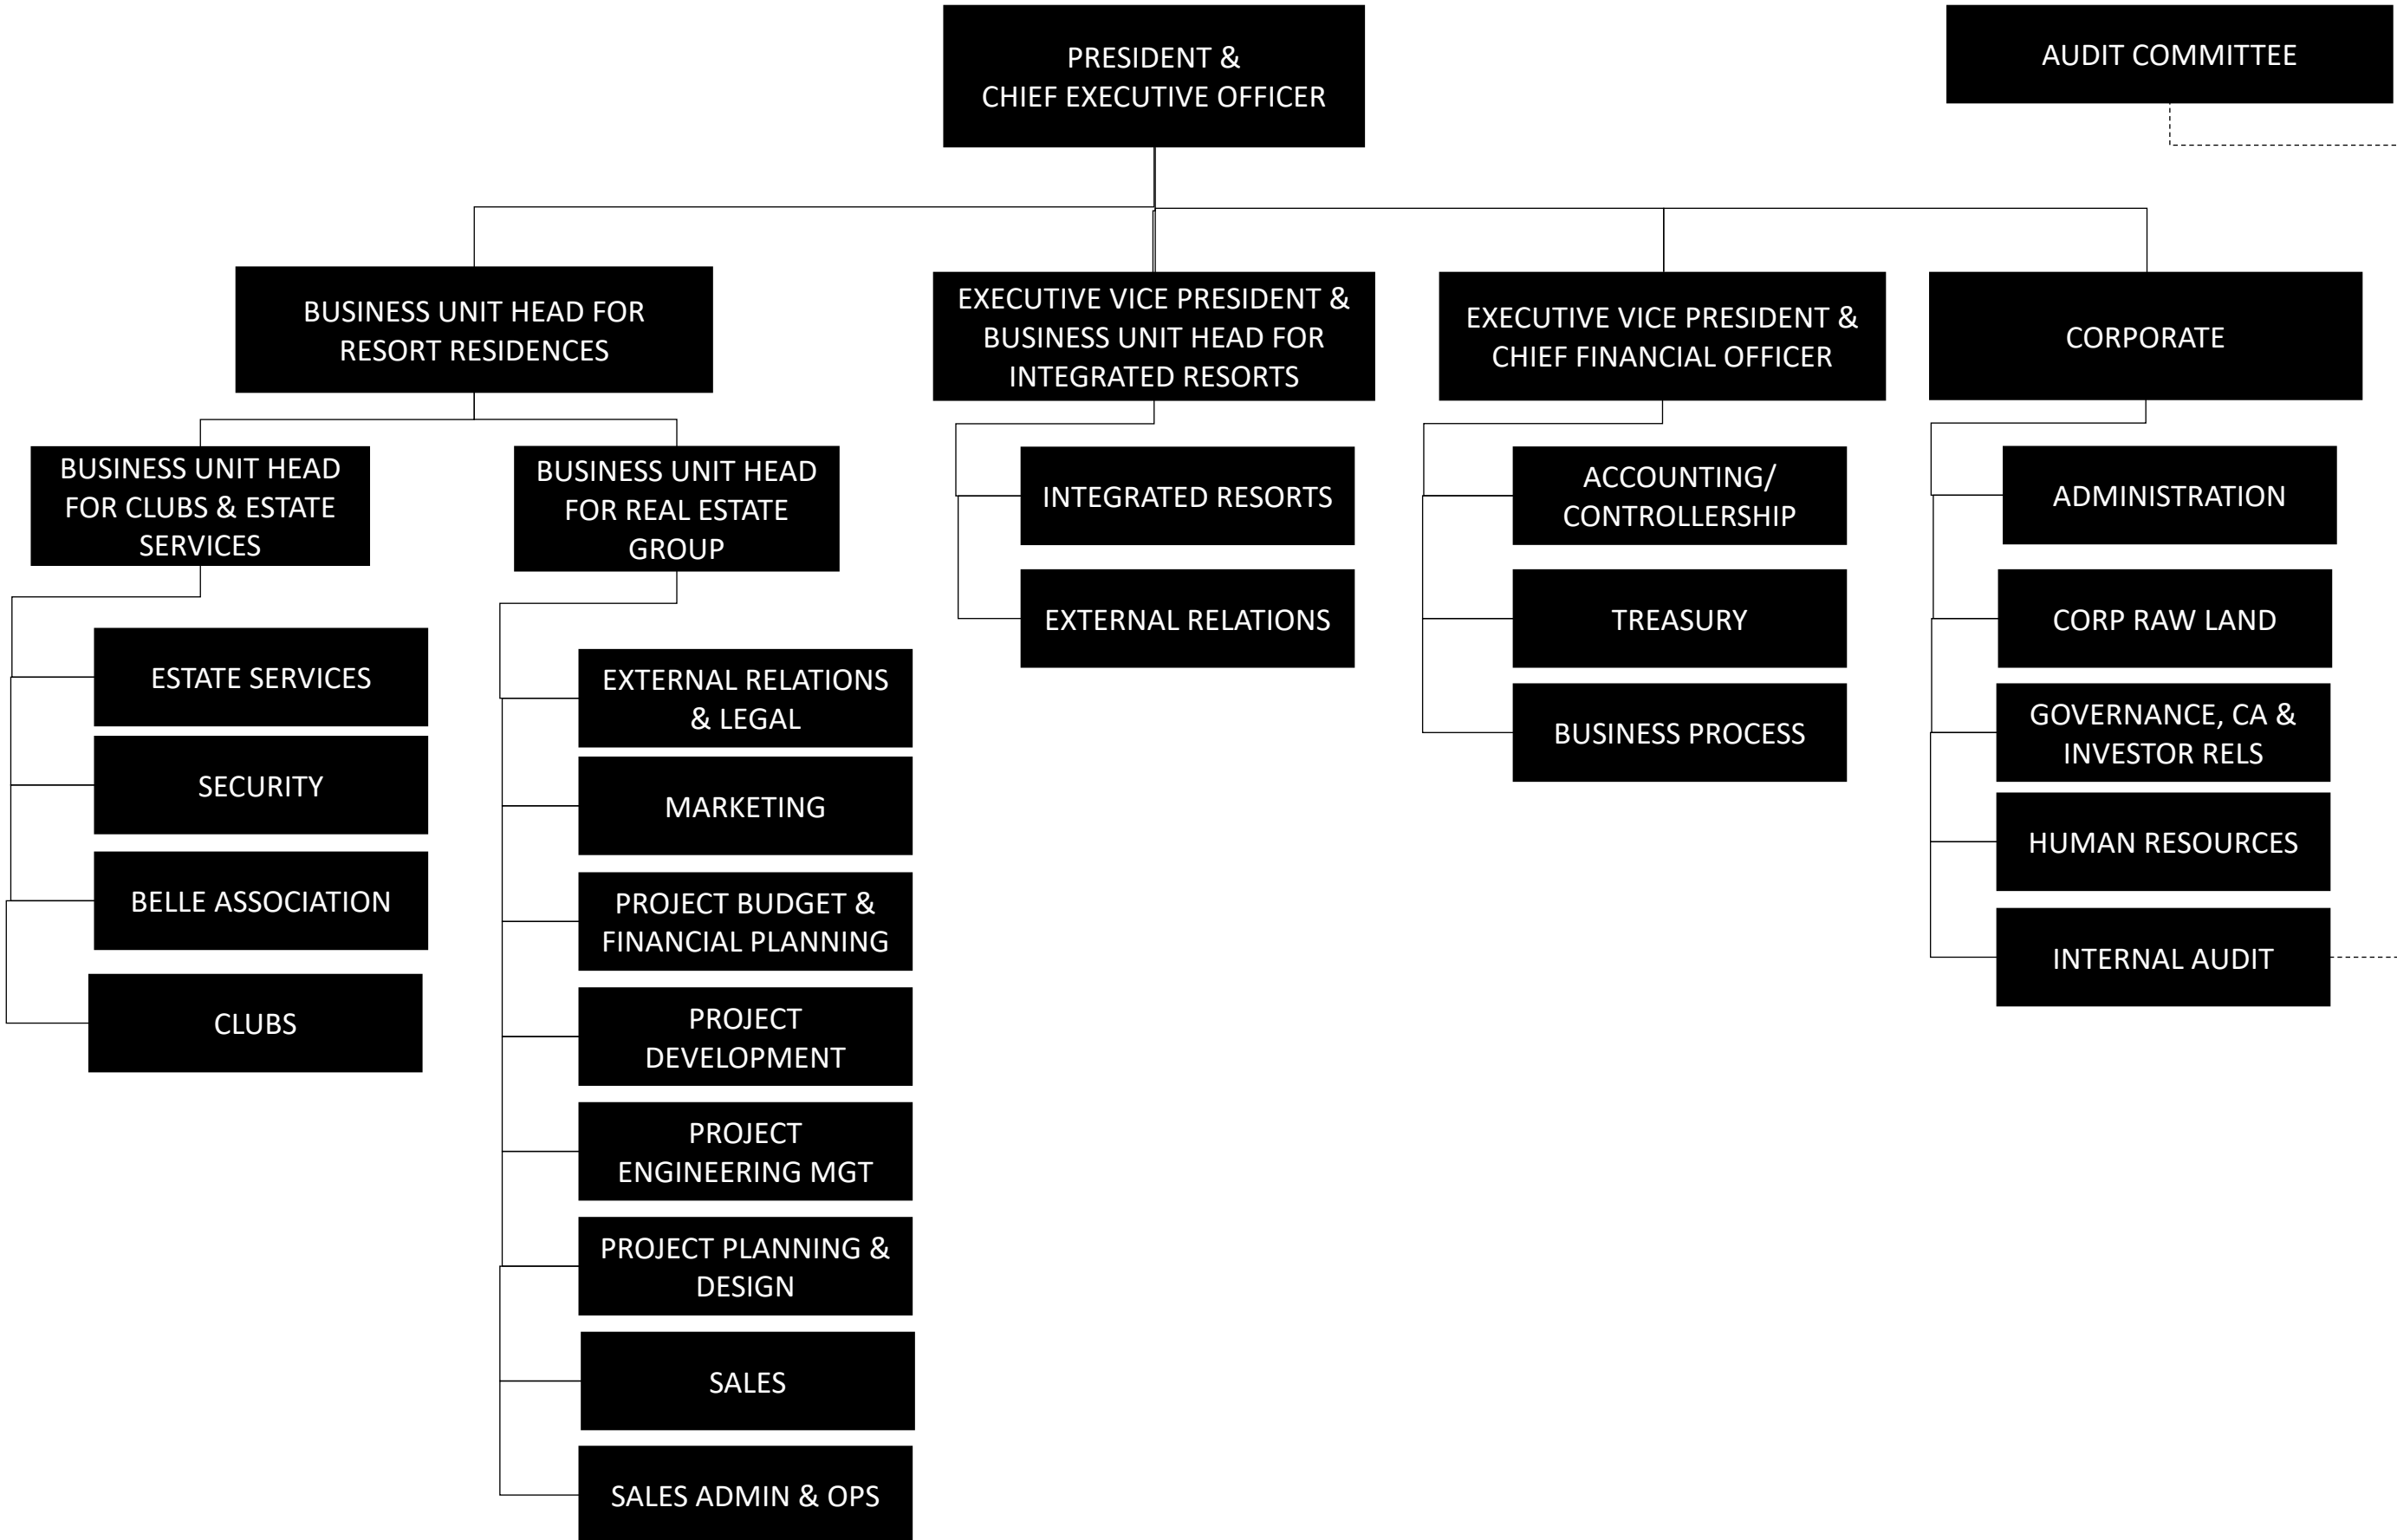 PRESIDENT &
CHIEF EXECUTIVE OFFICER
AUDIT COMMITTEE
BUSINESS UNIT HEAD FOR
RESORT RESIDENCES
EXECUTIVE VICE PRESIDENT &
BUSINESS UNIT HEAD FOR
INTEGRATED RESORTS
EXECUTIVE VICE PRESIDENT &
CHIEF FINANCIAL OFFICER
CORPORATE
BUSINESS UNIT HEAD
FOR CLUBS & ESTATE
SERVICES
BUSINESS UNIT HEAD
FOR REAL ESTATE
GROUP
ESTATE SERVICES
SECURITY
BELLE ASSOCIATION
CLUBS
EXTERNAL RELATIONS
& LEGAL
MARKETING
PROJECT BUDGET &
FINANCIAL PLANNING
PROJECT
DEVELOPMENT
PROJECT
ENGINEERING MGT
PROJECT PLANNING &
DESIGN
SALES
SALES ADMIN & OPS
INTEGRATED RESORTS
EXTERNAL RELATIONS
ACCOUNTING/
CONTROLLERSHIP
TREASURY
BUSINESS PROCESS
ADMINISTRATION
CORP RAW LAND
GOVERNANCE, CA &
INVESTOR RELS
HUMAN RESOURCES
INTERNAL AUDIT